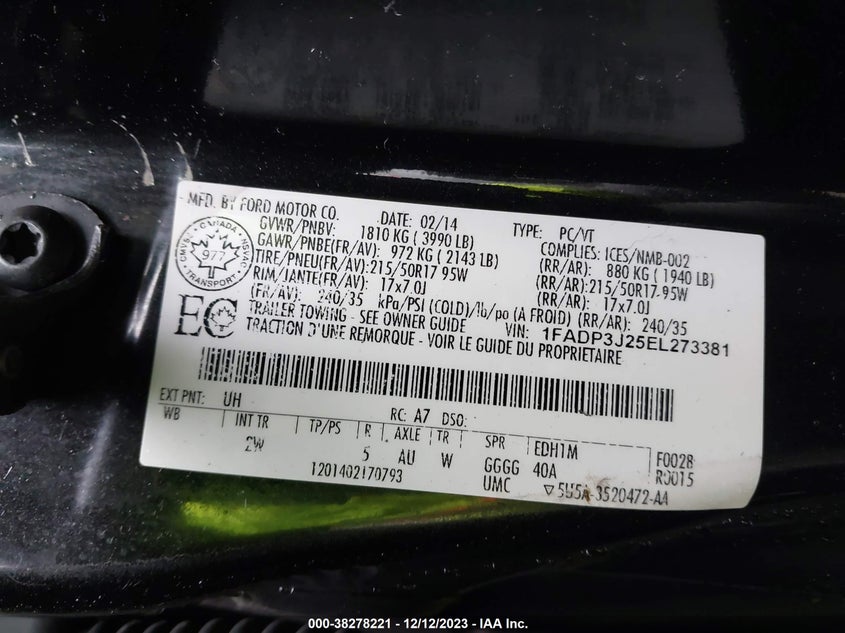 MFD. BY FORD MOTOR CO. DATE: 02/14 TYPE: PC/VT
GVWR/PNBV: 1810 KG ( 3990 LB) COMPLIES: ICES/NMB-002
GAWR/PNBE(FR/AV): 972 KG ( 2143 LB) (RR/AR): 880 KG ( 1940 LB)
TIRE/PNEU(FR/AV):215/50R17 95W (RR/AR):215/50R17-95W
RIM/JANTE(FR/AV): 17x7.0J (RR/AR): 17x7.0J
(FR/AV): 240/35 kPa/PSI (COLD)/lb/po (A FROID) (RR/AR): 240/35
TRAILER TOWING - SEE OWNER GUIDE VIN: 1FADP3J25EL273381
TRACTION D'UNE REMORQUE - VOIR LE GUIDE DU PROPRIETAIRE
CANADA
977
TRANSPORT
CMVSS
NSVAC
EC
EXT PNT: UH RC: A7 DSO:
WB INT TR TP/PS R AXLE TR SPR EDH1M F0028
2W 5 AU W GGGG 40A R0015
1201402170793 UMC ▽5U5A-3520472-AA
000-38278221 - 12/12/2023 - IAA Inc.